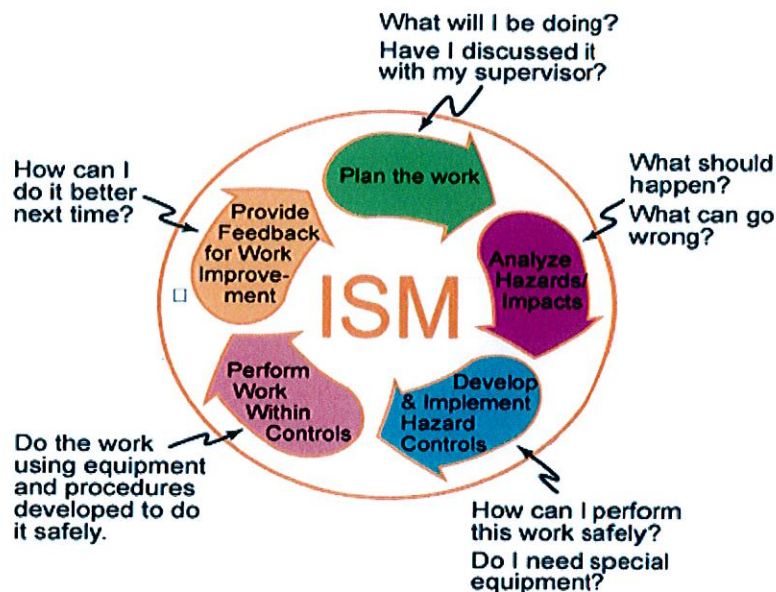 What will I be doing?
Have I discussed it
with my supervisor?
Plan the work
What should
happen?
What can go
wrong?
Analyze
Hazards/
Impacts
Develop
& Implement
Hazard
Controls
How can I perform
this work safely?
Do I need special
equipment?
Perform
Work
Within
Controls
Do the work
using equipment
and procedures
developed to do
it safely.
Provide
Feedback
for Work
Improve-
ment
How can I
do it better
next time?
ISM